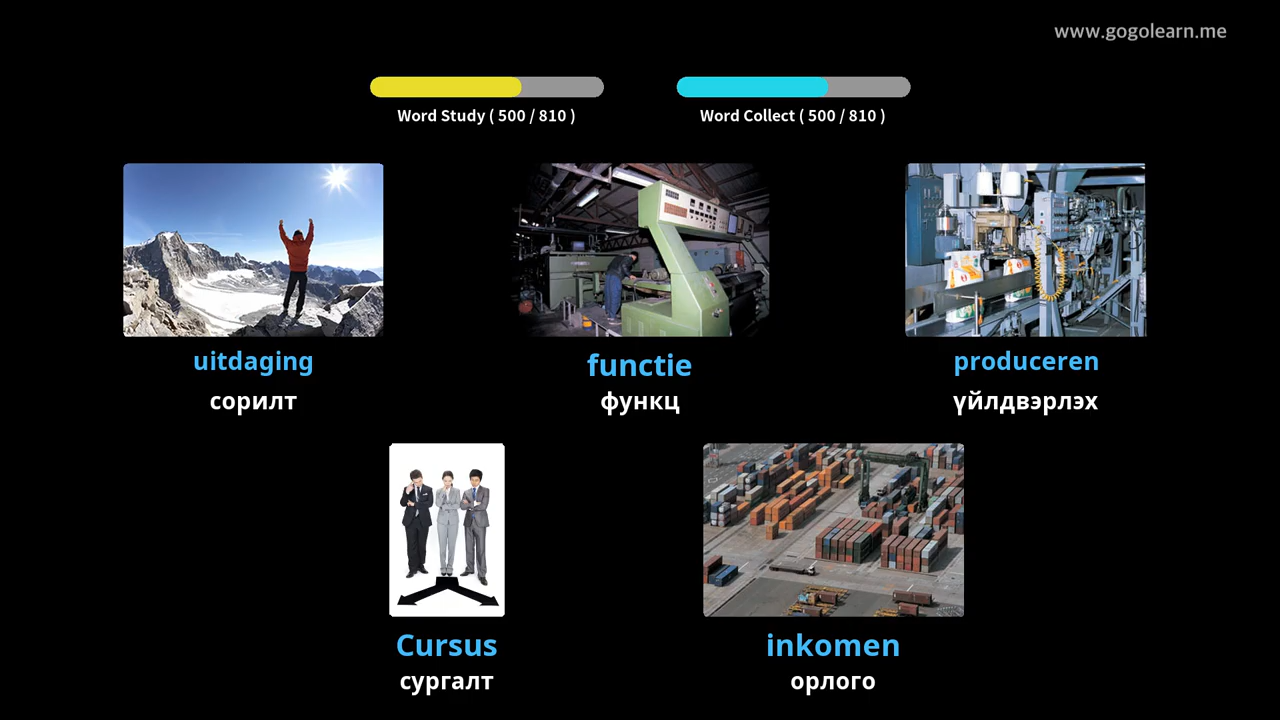 www.gogolearn.me
Word Study ( 500 / 810 )
Word Collect ( 500 / 810 )
uitdaging
сорилт
functie
функц
produceren
үйлдвэрлэх
Cursus
сургалт
inkomen
орлого